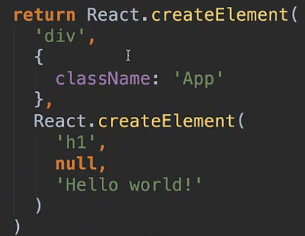 return React.createElement(
  'div',
  {
    className: 'App'
  },
  React.createElement(
    'h1',
    null,
    'Hello world!'
  )
)